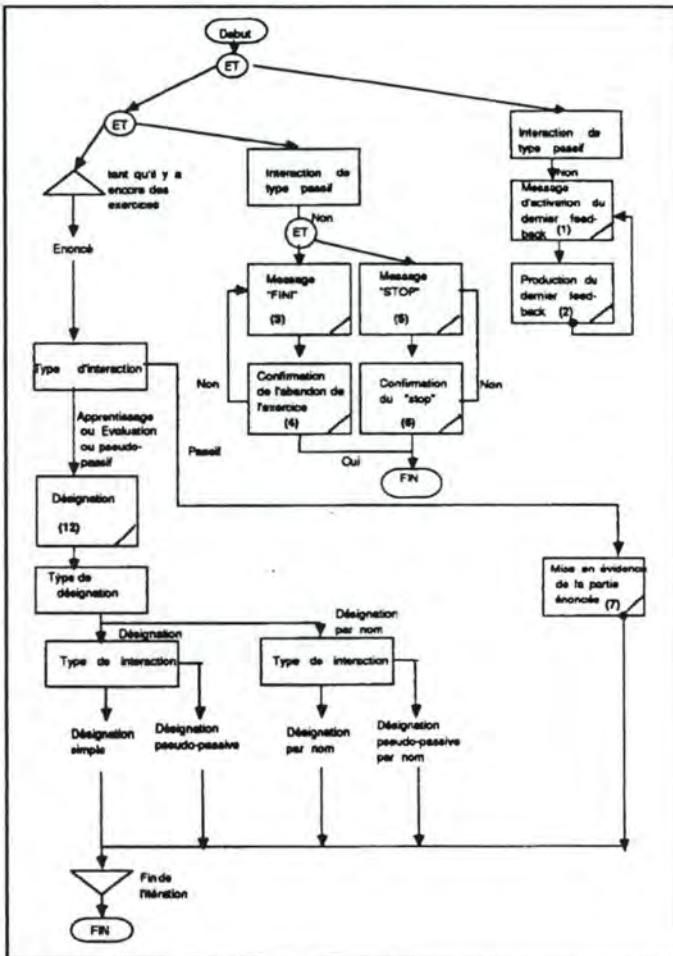 Debut
ET
ET
Interaction de
type passif
tant qu'il y a
encore des
exercices
Interaction de
type passif
Non
Message
d'activation du
dernier feed-
back (1)
Non
ET
Enoncé
Message
"FINI"
(3)
Message
"STOP"
(5)
Production du
dernier feed-
back (2)
Type d'interaction
Non
Confirmation
de l'abandon de
l'exercice
(4)
Confirmation
du "stop"
(6)
Non
Apprentissage
ou Evaluation
ou pseudo-
passif
Passif
Oui
FIN
Désignation
(12)
Type de
désignation
Mise en évidence
de la partie
énoncée (7)
Désignation
Désignation
par nom
Type de interaction
Type de interaction
Désignation
simple
Désignation
pseudo-passive
Désignation
par nom
Désignation
pseudo-passive
par nom
Fin de
l'itération
FIN